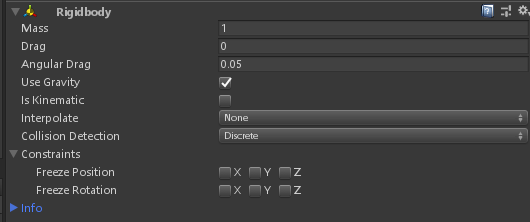 Rigidbody
Mass 1
Drag 0
Angular Drag 0.05
Use Gravity
Is Kinematic
Interpolate None
Collision Detection Discrete
Constraints
Freeze Position X Y Z
Freeze Rotation X Y Z
Info